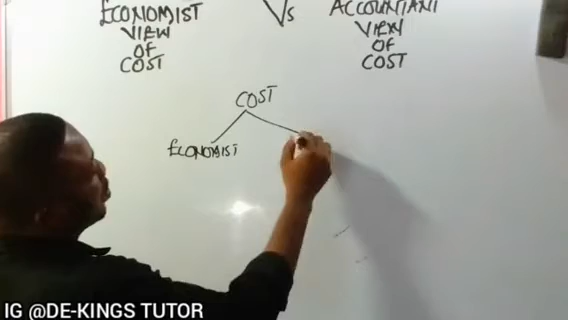 ECONOMIST VIEW OF COST
Vs
ACCOUNTANT VIEW OF COST
COST
ECONOMIST
IG @DE-KINGS TUTOR